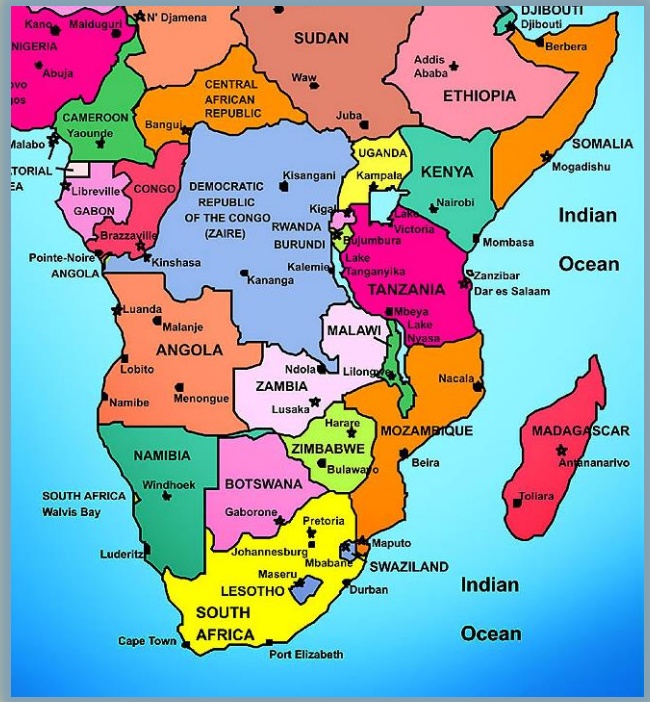 N' Djamena
DJIBOUTI
Djibouti
Kano
Maiduguri
SUDAN
Berbera
NIGERIA
Addis
Ababa
Abuja
Waw
CENTRAL
AFRICAN
REPUBLIC
ETHIOPIA
CAMEROON
Yaounde
Bangui
Juba
SOMALIA
Malabo
UGANDA
KENYA
Mogadishu
Kampala
Kisangani
Libreville
CONGO
DEMOCRATIC
REPUBLIC
OF THE CONGO
(ZAIRE)
GABON
Nairobi
Indian
Ocean
Kigal
Lake
Victoria
RWANDA
BURUNDI
Bujumbura
Brazzaville
Mombasa
Pointe-Noire
Kinshasa
ANGOLA
Lake
Tanganyika
Kalemie
Kananga
Zanzibar
Dar es Salaam
TANZANIA
Luanda
Malanje
Mbeya
MALAWI
Lake
Nyasa
ANGOLA
Lobito
Ndola
Lilongwe
Nacala
ZAMBIA
Menongue
Namibe
Lusaka
Harare
MOZAMBIQUE
MADAGASCAR
NAMIBIA
ZIMBABWE
Antananarivo
Beira
Bulawayo
Windhoek
BOTSWANA
SOUTH AFRICA
Walvis Bay
Toliara
Gaborone
Pretoria
Luderitz
Johannesburg
Maputo
Mbabane
SWAZILAND
Maseru
LESOTHO
Durban
Indian
Ocean
SOUTH
AFRICA
Cape Town
Port Elizabeth